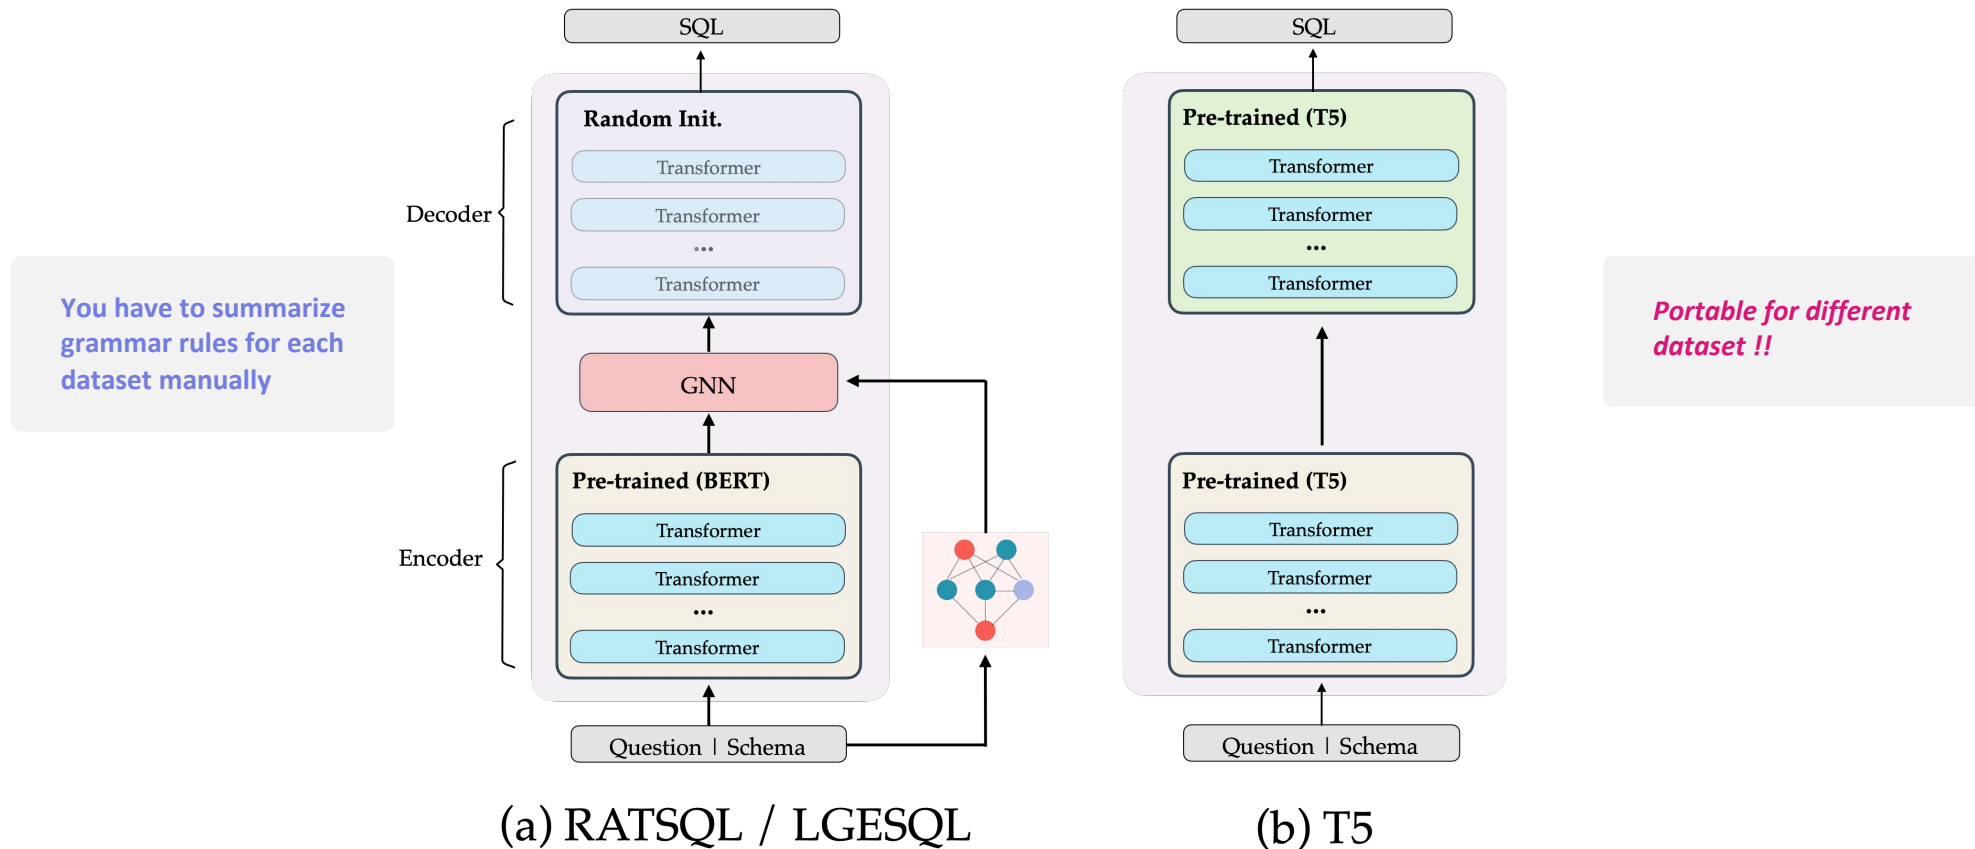 SQL
Random Init.
Transformer
Transformer
...
Transformer
Decoder
You have to summarize
grammar rules for each
dataset manually
GNN
Pre-trained (BERT)
Transformer
Transformer
...
Transformer
Encoder
Question | Schema
(a) RATSQL / LGESQL
SQL
Pre-trained (T5)
Transformer
Transformer
...
Transformer
Pre-trained (T5)
Transformer
Transformer
...
Transformer
Question | Schema
(b) T5
Portable for different
dataset !!